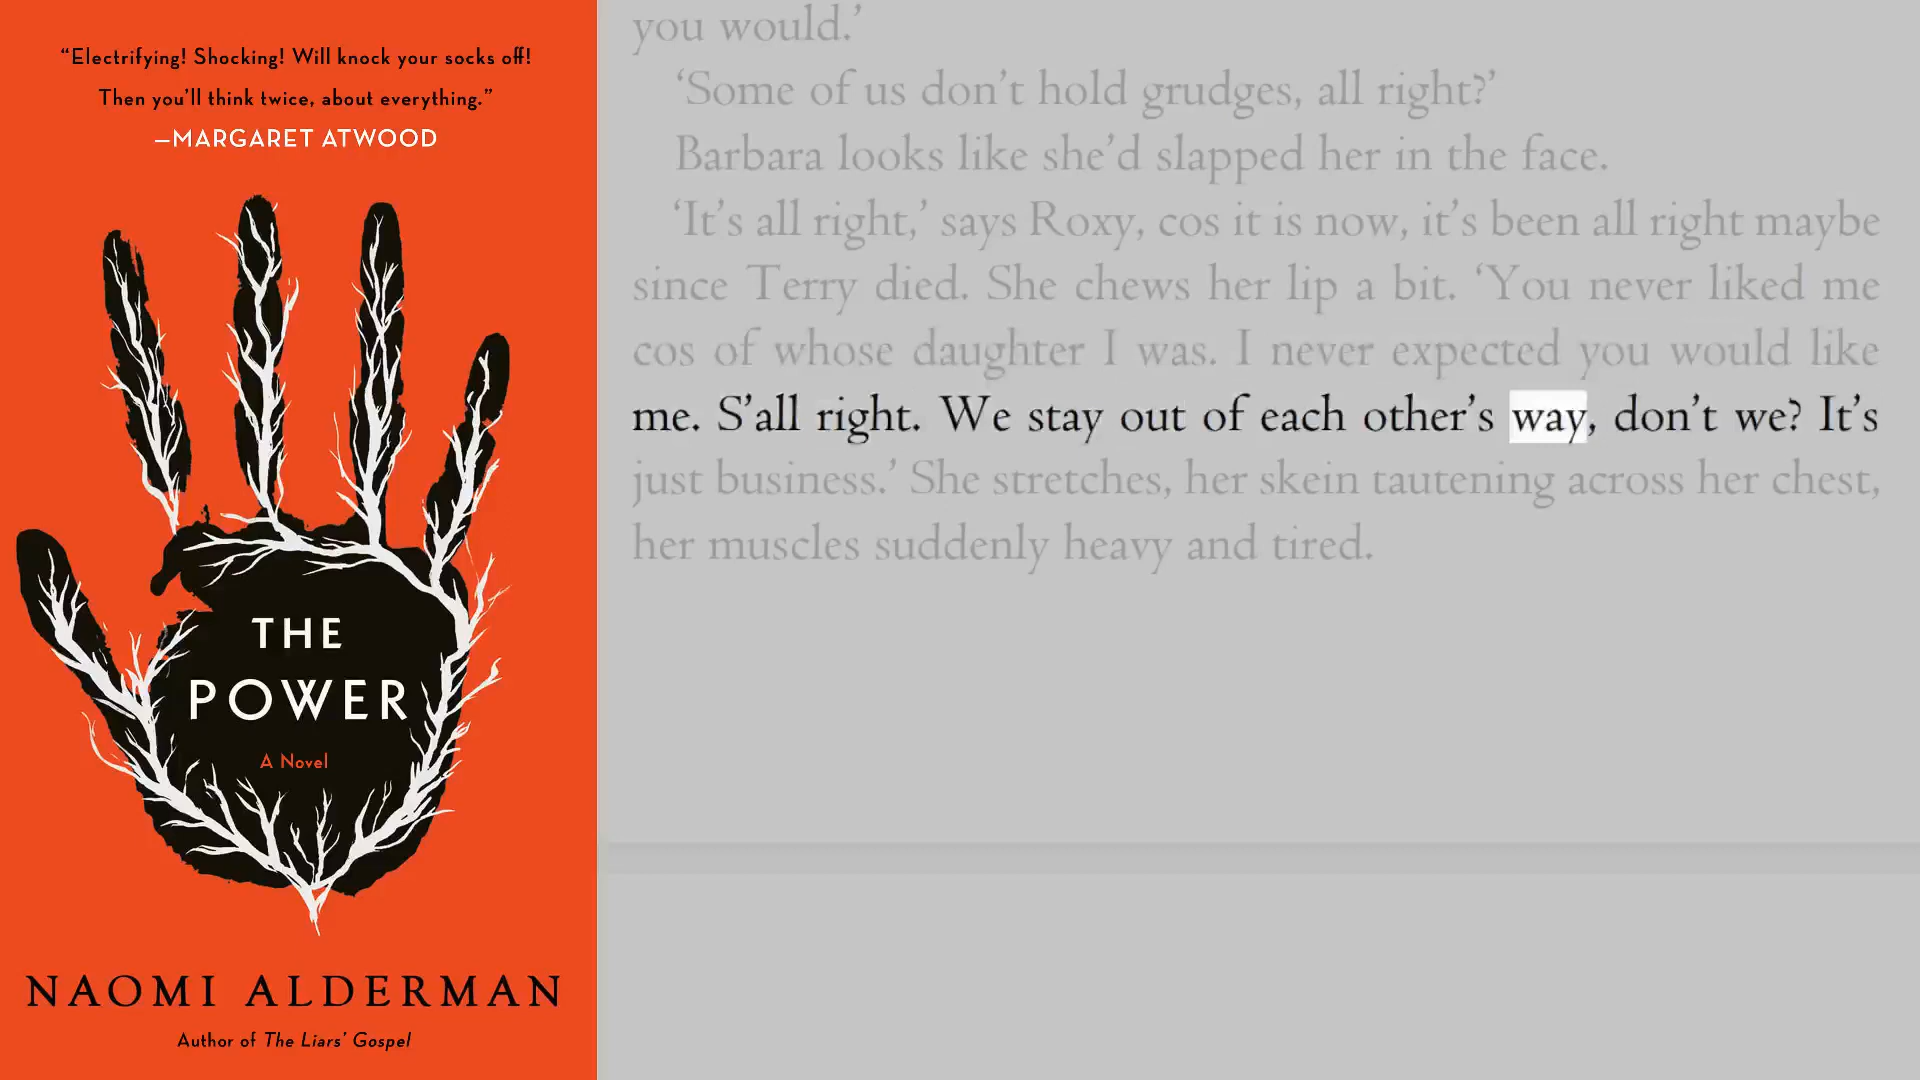 “Electrifying! Shocking! Will knock your socks off!
Then you’ll think twice, about everything.”
—MARGARET ATWOOD
THE
POWER
A Novel
NAOMI ALDERMAN
Author of The Liars’ Gospel
you would.’
‘Some of us don’t hold grudges, all right?’
Barbara looks like she’d slapped her in the face.
‘It’s all right,’ says Roxy, cos it is now, it’s been all right maybe
since Terry died. She chews her lip a bit. ‘You never liked me
cos of whose daughter I was. I never expected you would like
me. S’all right. We stay out of each other’s way, don’t we? It’s
just business.’ She stretches, her skein tautening across her chest,
her muscles suddenly heavy and tired.